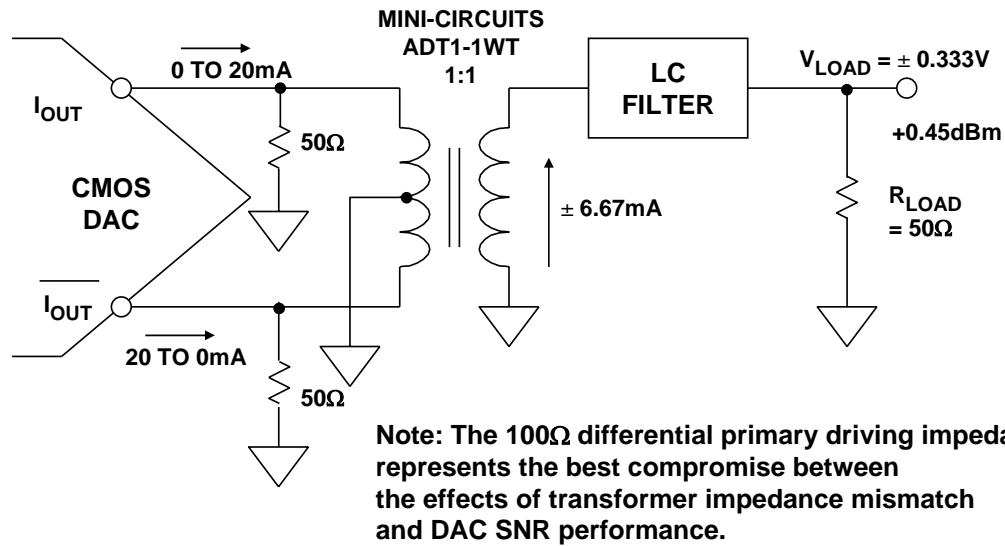 MINI-CIRCUITS
ADT1-1WT
1:1
0 TO 20mA
I_OUT
50Ω
CMOS
DAC
I̅_O̅U̅T̅
20 TO 0mA
50Ω
± 6.67mA
LC
FILTER
V_LOAD = ± 0.333V
+0.45dBm
R_LOAD
= 50Ω
Note: The 100Ω differential primary driving
represents the best compromise between
the effects of transformer impedance mismatch
and DAC SNR performance.